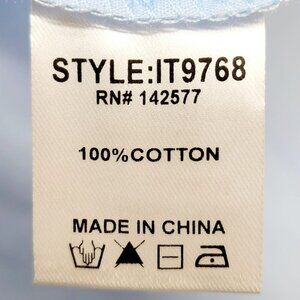 STYLE:IT9768
RN# 142577
100%COTTON
MADE IN CHINA